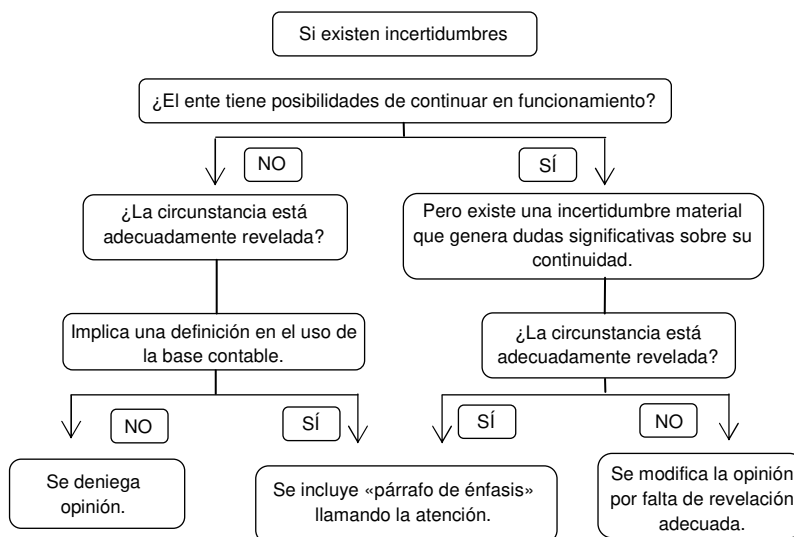 Si existen incertidumbres
¿El ente tiene posibilidades de continuar en funcionamiento?
NO
SÍ
¿La circunstancia está
adecuadamente revelada?
Pero existe una incertidumbre material
que genera dudas significativas sobre su
continuidad.
Implica una definición en el uso de
la base contable.
¿La circunstancia está
adecuadamente revelada?
NO
SÍ
SÍ
NO
Se deniega
opinión.
Se incluye «párrafo de énfasis»
llamando la atención.
Se modifica la opinión
por falta de revelación
adecuada.